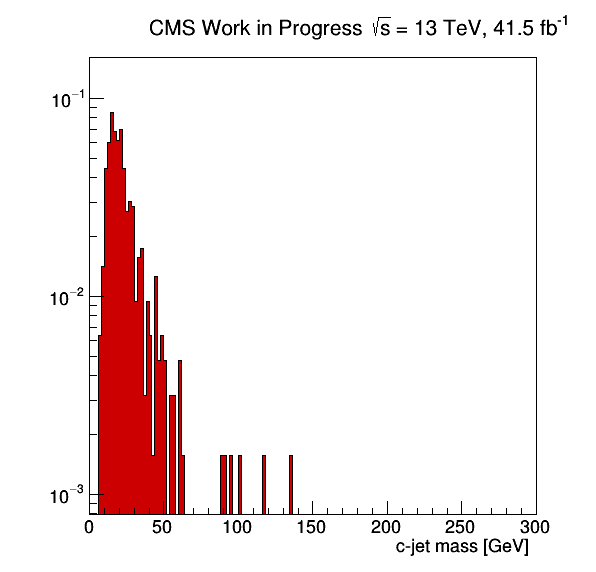 CMS Work in Progress √s = 13 TeV, 41.5 fb⁻¹
10⁻¹
10⁻²
10⁻³
0 50 100 150 200 250 300
c-jet mass [GeV]